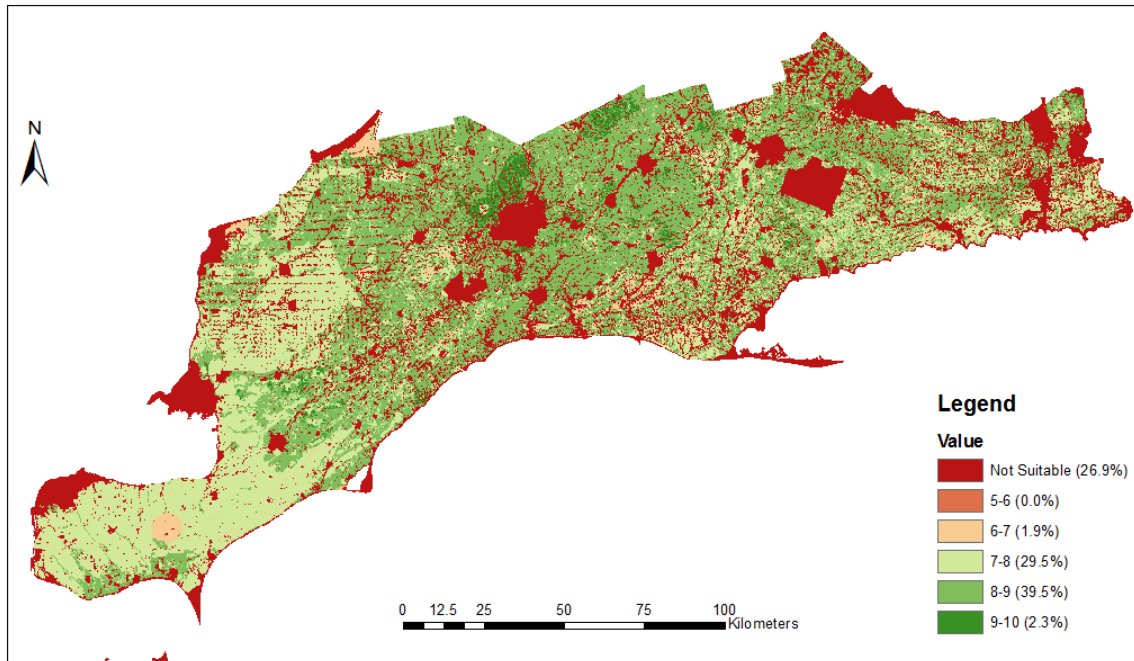 N
Legend
Value
Not Suitable (26.9%)
5-6 (0.0%)
6-7 (1.9%)
7-8 (29.5%)
8-9 (39.5%)
9-10 (2.3%)
0 12.5 25 50 75 100
Kilometers